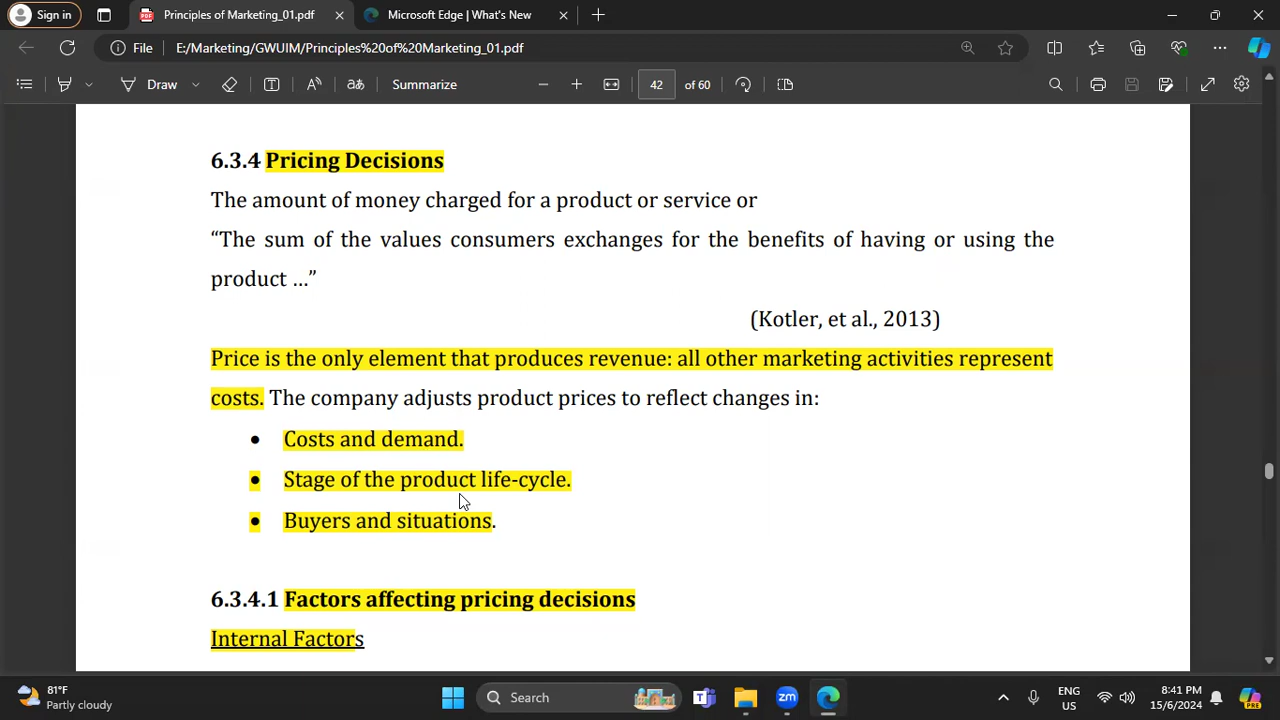 Sign in
Principles of Marketing_01.pdf
Microsoft Edge | What's New
File
E:/Marketing/GWUIM/Principles%20of%20Marketing_01.pdf
Draw
aあ
Summarize
42
of 60
6.3.4 Pricing Decisions
The amount of money charged for a product or service or
“The sum of the values consumers exchanges for the benefits of having or using the
product …”
(Kotler, et al., 2013)
Price is the only element that produces revenue: all other marketing activities represent
costs. The company adjusts product prices to reflect changes in:
• Costs and demand.
• Stage of the product life-cycle.
• Buyers and situations.
6.3.4.1 Factors affecting pricing decisions
Internal Factors
81°F
Partly cloudy
Search
zm
ENG
US
8:41 PM
15/6/2024
PRE